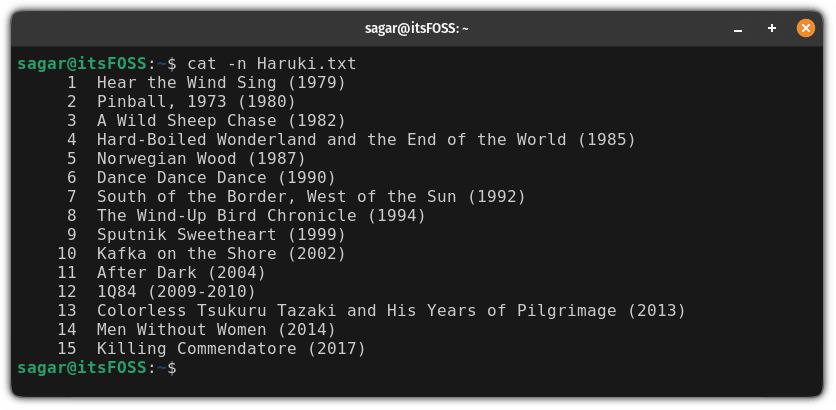 sagar@itsFOSS: ~
sagar@itsFOSS:~$ cat -n Haruki.txt
1 Hear the Wind Sing (1979)
2 Pinball, 1973 (1980)
3 A Wild Sheep Chase (1982)
4 Hard-Boiled Wonderland and the End of the World (1985)
5 Norwegian Wood (1987)
6 Dance Dance Dance (1990)
7 South of the Border, West of the Sun (1992)
8 The Wind-Up Bird Chronicle (1994)
9 Sputnik Sweetheart (1999)
10 Kafka on the Shore (2002)
11 After Dark (2004)
12 1Q84 (2009-2010)
13 Colorless Tsukuru Tazaki and His Years of Pilgrimage (2013)
14 Men Without Women (2014)
15 Killing Commendatore (2017)
sagar@itsFOSS:~$